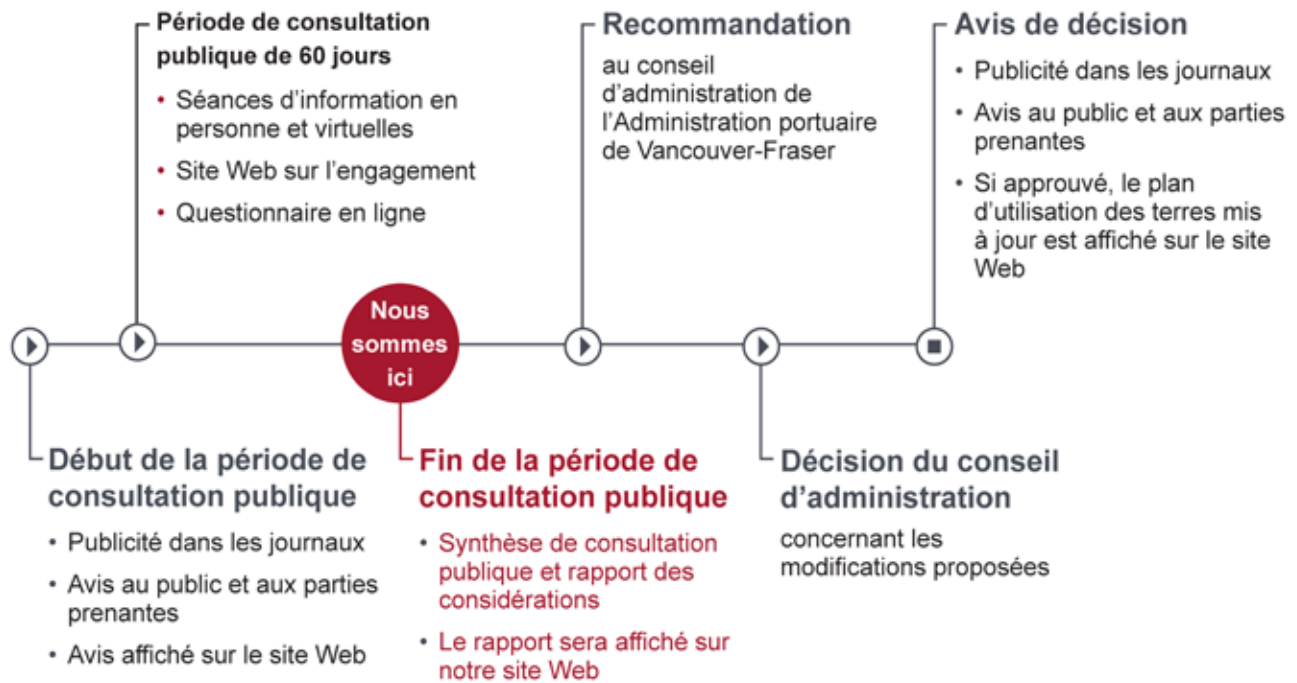 Période de consultation
publique de 60 jours
• Séances d'information en
personne et virtuelles
• Site Web sur l'engagement
• Questionnaire en ligne
Recommandation
au conseil
d'administration de
l'Administration portuaire
de Vancouver-Fraser
Avis de décision
• Publicité dans les journaux
• Avis au public et aux parties
prenantes
• Si approuvé, le plan
d'utilisation des terres mis
à jour est affiché sur le site
Web
Nous
sommes
ici
Début de la période de
consultation publique
• Publicité dans les journaux
• Avis au public et aux parties
prenantes
• Avis affiché sur le site Web
Fin de la période de
consultation publique
• Synthèse de consultation
publique et rapport des
considérations
• Le rapport sera affiché sur
notre site Web
Décision du conseil
d'administration
concernant les
modifications proposées